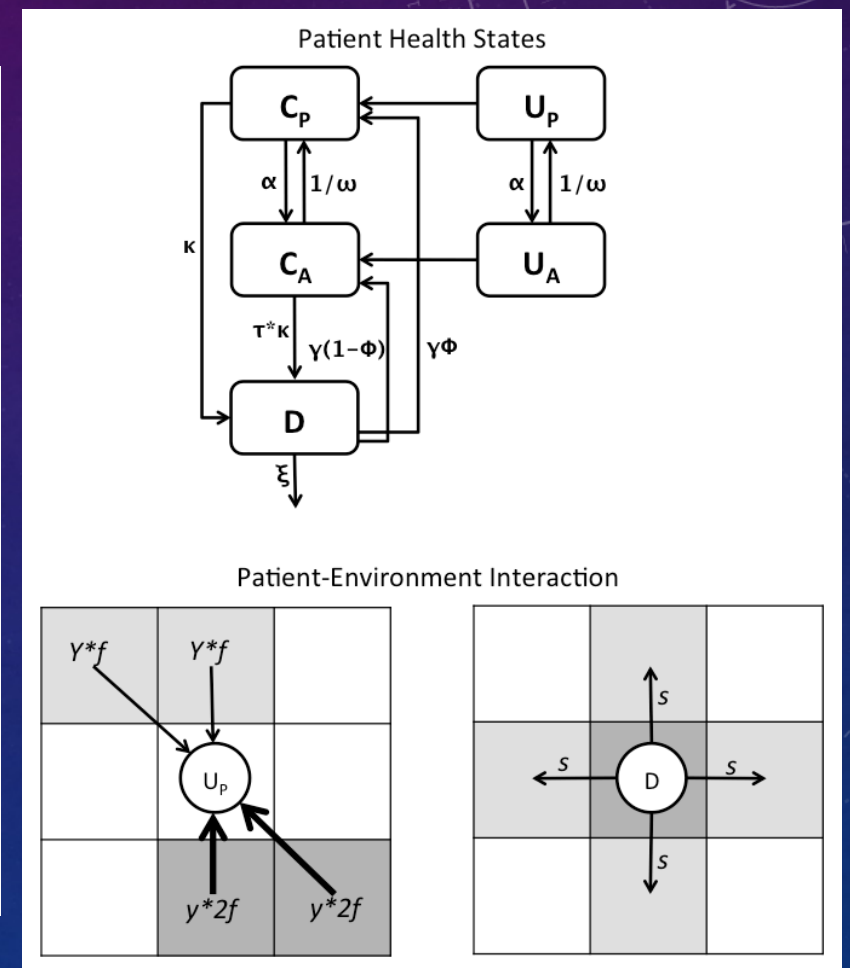 Patient Health States
C_P U_P
α 1/ω α 1/ω
κ
C_A U_A
τ*κ γ(1-Φ) γΦ
D
ξ
Patient-Environment Interaction
Y*f Y*f
U_P
y*2f y*2f
s
s D s
s